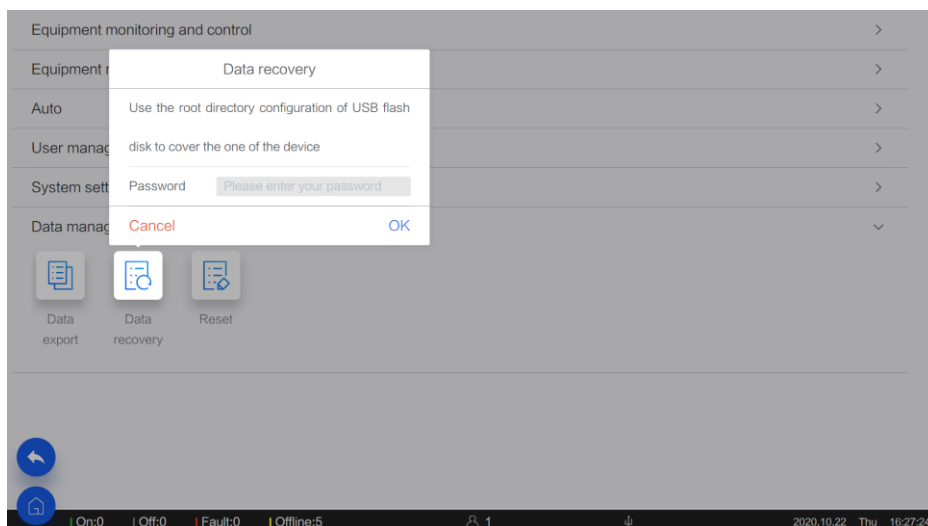 Equipment monitoring and control
Equipment
Data recovery
Auto
Use the root directory configuration of USB flash
disk to cover the one of the device
User manag
System sett
Password
Please enter your password
Data manag
Cancel
OK
Data
export
Data
recovery
Reset
On:0
Off:0
Fault:0
Offline:5
1
2020.10.22 Thu 16:27:24